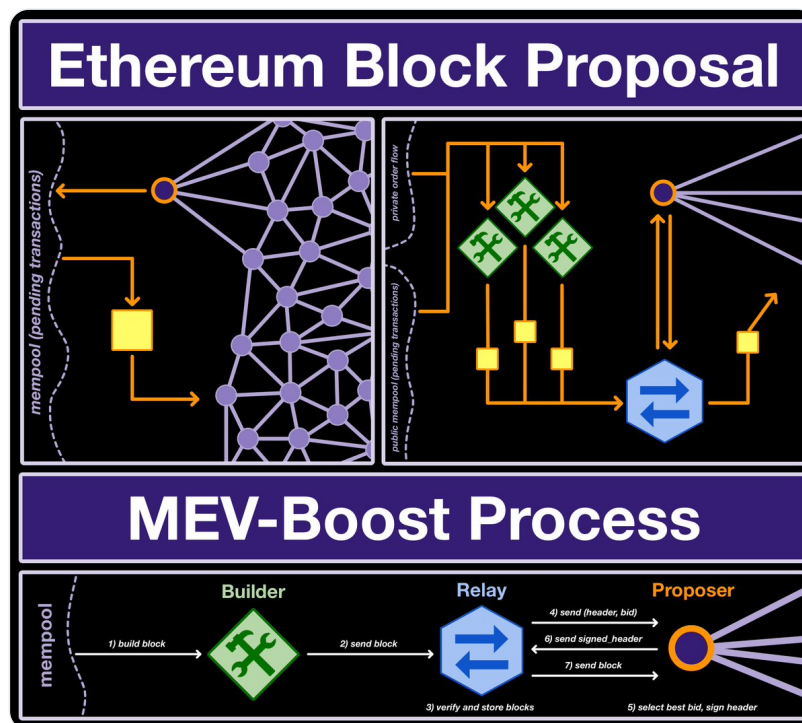 Ethereum Block Proposal
mempool (pending transactions)
private order flow
public mempool (pending transactions)
MEV-Boost Process
mempool
Builder
Relay
Proposer
1) build block
2) send block
4) send (header, bid)
6) send signed_header
7) send block
3) verify and store blocks
5) select best bid, sign header